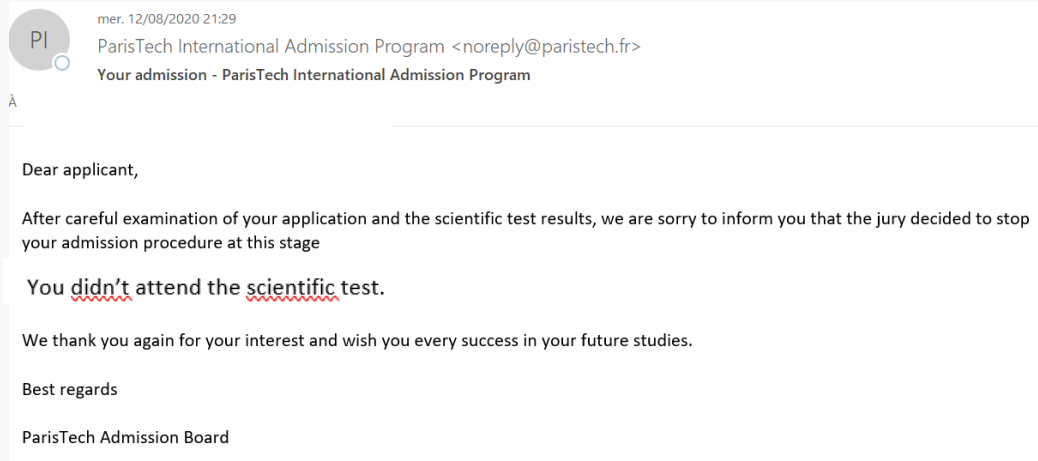 PI
mer. 12/08/2020 21:29
ParisTech International Admission Program <noreply@paristech.fr>
Your admission - ParisTech International Admission Program
À
Dear applicant,
After careful examination of your application and the scientific test results, we are sorry to inform you that the jury decided to stop
your admission procedure at this stage
You didn't attend the scientific test.
We thank you again for your interest and wish you every success in your future studies.
Best regards
ParisTech Admission Board